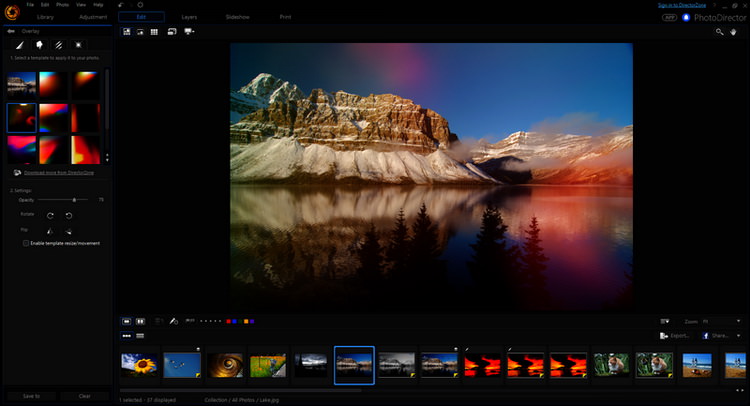 File Edit Photo View Help
Sign in to DirectorZone
Library Adjustment Edit Layers Slideshow Print
APP PhotoDirector
Overlay
1. Select a template to apply it to your photo.
Download more from DirectorZone
2. Settings:
Opacity 75
Rotate
Flip
Enable template resize/movement
Zoom: Fit
Export... Share...
Save to Clear
1 selected - 57 displayed Collection / All Photos / Lake.jpg